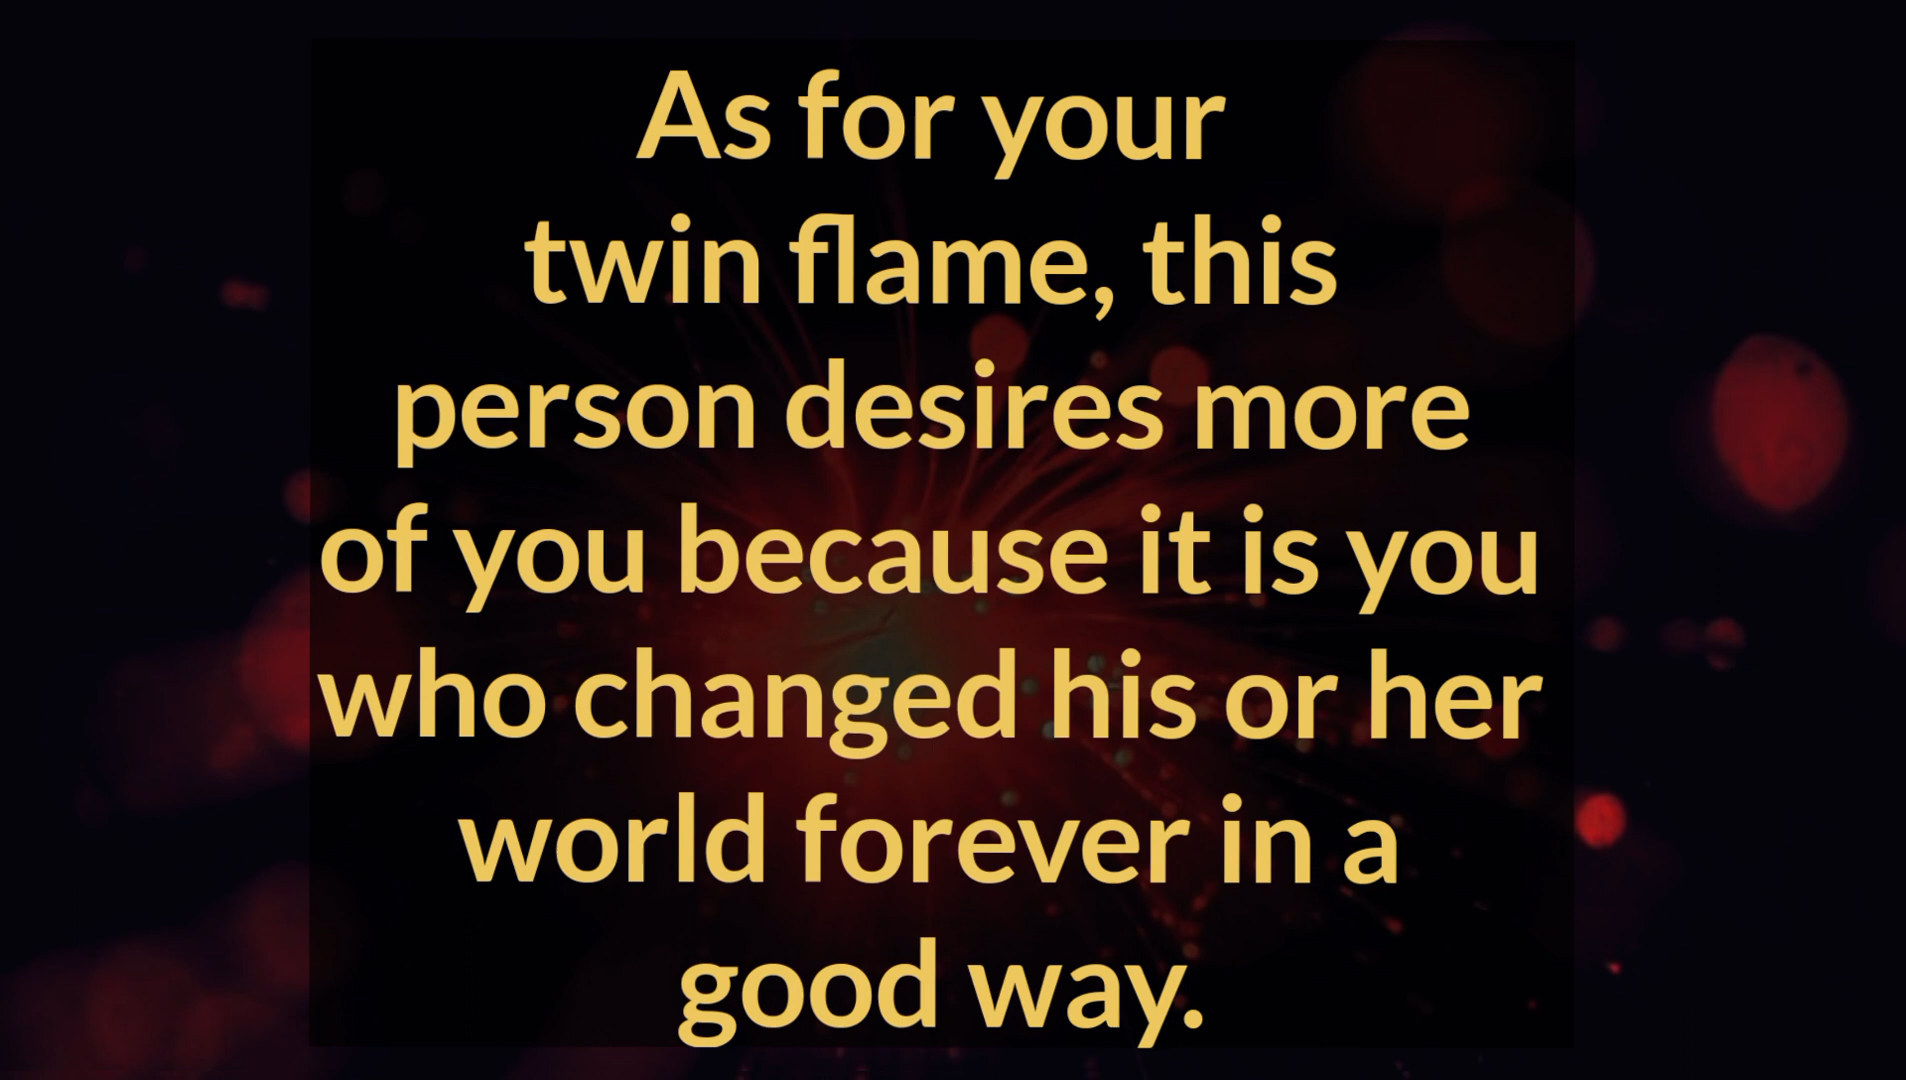 As for your
twin flame, this
person desires more
of you because it is you
who changed his or her
world forever in a
good way.